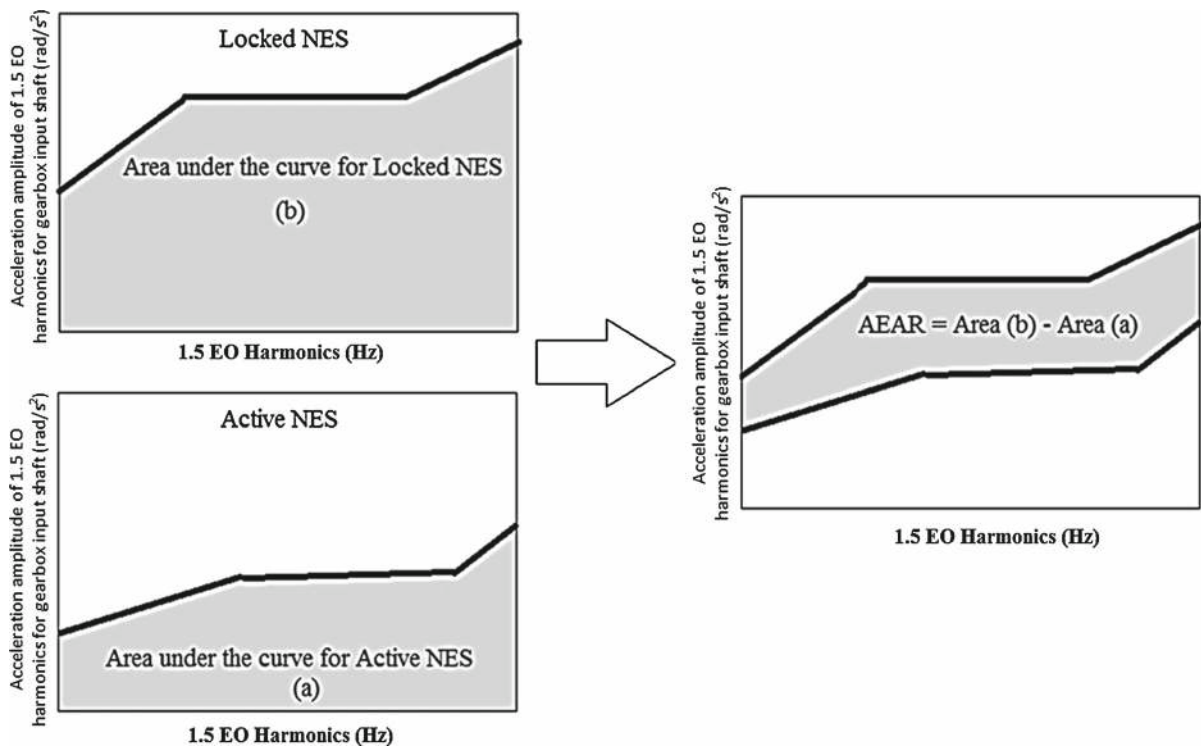 Locked NES
Acceleration amplitude of 1.5 EO
harmonics for gearbox input shaft (rad/s²)
Area under the curve for Locked NES
(b)
1.5 EO Harmonics (Hz)
Active NES
Acceleration amplitude of 1.5 EO
harmonics for gearbox input shaft (rad/s²)
Area under the curve for Active NES
(a)
1.5 EO Harmonics (Hz)
Acceleration amplitude of 1.5 EO
harmonics for gearbox input shaft (rad/s²)
AEAR = Area (b) - Area (a)
1.5 EO Harmonics (Hz)